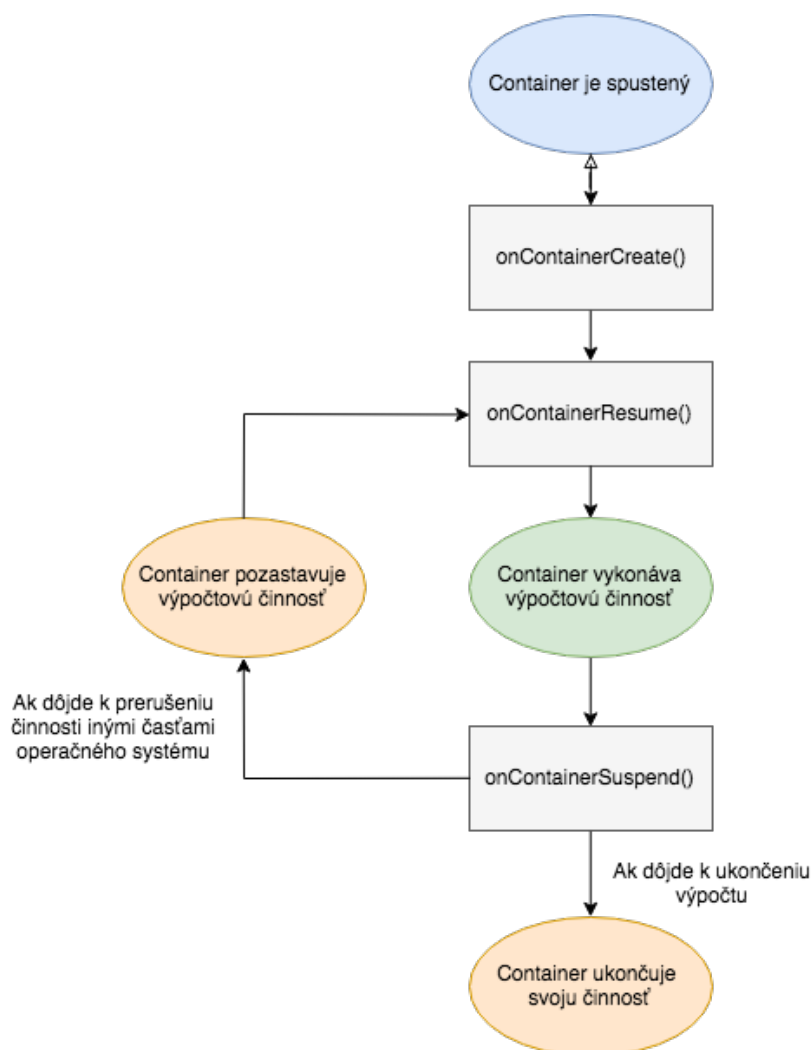 Container je spustený
onContainerCreate()
onContainerResume()
Container pozastavuje
výpočtovú činnosť
Container vykonáva
výpočtovú činnosť
Ak dôjde k prerušeniu
činnosti inými časťami
operačného systému
onContainerSuspend()
Ak dôjde k ukončeniu
výpočtu
Container ukončuje
svoju činnosť